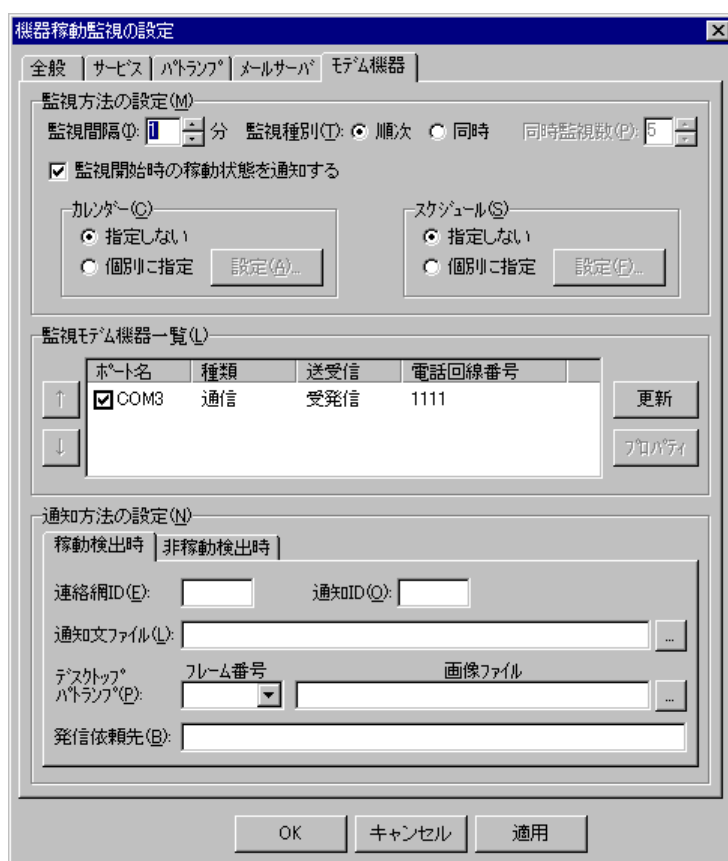 機器稼動監視の設定
全般 サービス パトランプ メールサーバ モデム機器
監視方法の設定(M)
監視間隔(I): 1 分 監視種別(T): 順次 同時 同時監視数(P): 5
監視開始時の稼動状態を通知する
カレンダー(C) スケジュール(S)
指定しない 指定しない
個別に指定 設定(A)... 個別に指定 設定(F)...
監視モデム機器一覧(L)
ポート名 種類 送受信 電話回線番号
↑ COM3 通信 受発信 1111 更新
↓ プロパティ
通知方法の設定(N)
稼動検出時 非稼動検出時
連絡網ID(E): 通知ID(O):
通知文ファイル(L): ...
フレーム番号 画像ファイル
デスクトップ
パトランプ(P): ...
発信依頼先(B):
OK キャンセル 適用